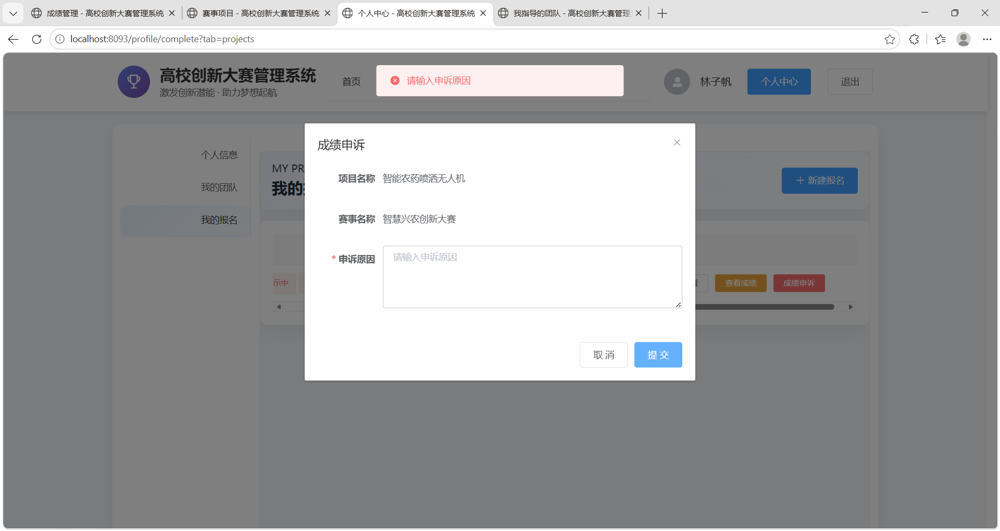 成绩管理 - 高校创新大赛管理系统
赛事项目 - 高校创新大赛管理系统
个人中心 - 高校创新大赛管理系统
我指导的团队 - 高校创新大赛管理
localhost:8093/profile/complete?tab=projects
高校创新大赛管理系统
激发创新潜能 · 助力梦想起航
首页
请输入申诉原因
林子帆
个人中心
退出
个人信息
我的团队
我的报名
MY PR
我的
新建报名
成绩申诉
项目名称 智能农药喷洒无人机
赛事名称 智慧兴农创新大赛
* 申诉原因
请输入申诉原因
示中
查看成绩
成绩申诉
取消
提交